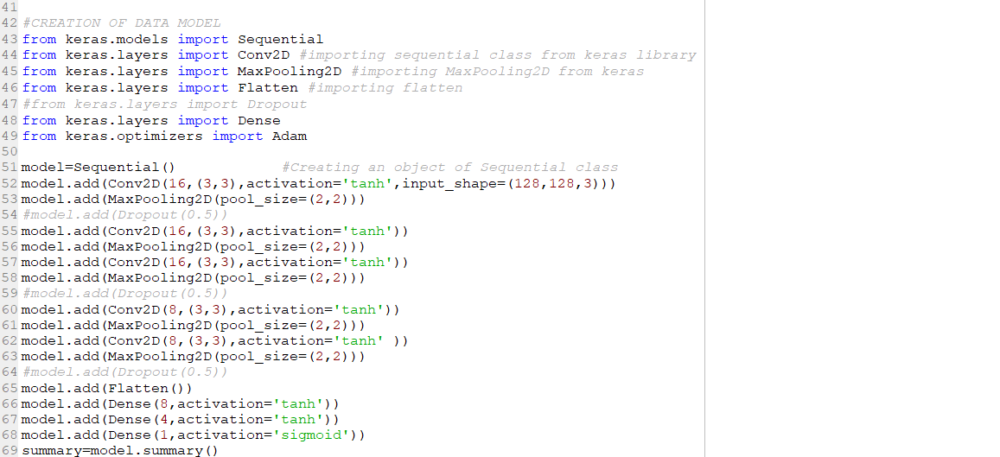 41
42 #CREATION OF DATA MODEL
43 from keras.models import Sequential
44 from keras.layers import Conv2D #importing sequential class from keras library
45 from keras.layers import MaxPooling2D #importing MaxPooling2D from keras
46 from keras.layers import Flatten #importing flatten
47 #from keras.layers import Dropout
48 from keras.layers import Dense
49 from keras.optimizers import Adam
50
51 model=Sequential()            #Creating an object of Sequential class
52 model.add(Conv2D(16,(3,3),activation='tanh',input_shape=(128,128,3)))
53 model.add(MaxPooling2D(pool_size=(2,2)))
54 #model.add(Dropout(0.5))
55 model.add(Conv2D(16,(3,3),activation='tanh'))
56 model.add(MaxPooling2D(pool_size=(2,2)))
57 model.add(Conv2D(16,(3,3),activation='tanh'))
58 model.add(MaxPooling2D(pool_size=(2,2)))
59 #model.add(Dropout(0.5))
60 model.add(Conv2D(8,(3,3),activation='tanh'))
61 model.add(MaxPooling2D(pool_size=(2,2)))
62 model.add(Conv2D(8,(3,3),activation='tanh' ))
63 model.add(MaxPooling2D(pool_size=(2,2)))
64 #model.add(Dropout(0.5))
65 model.add(Flatten())
66 model.add(Dense(8,activation='tanh'))
67 model.add(Dense(4,activation='tanh'))
68 model.add(Dense(1,activation='sigmoid'))
69 summary=model.summary()